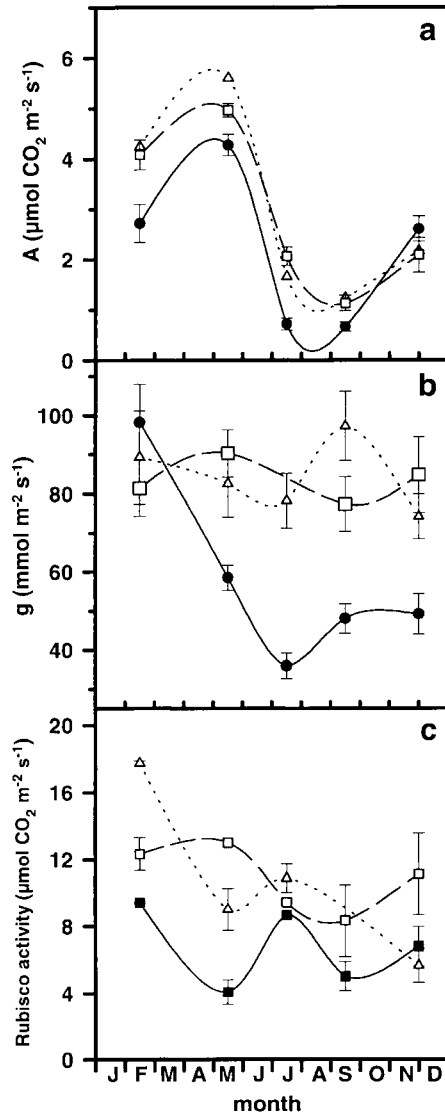 a
6
4
2
0
A (µmol CO₂ m⁻² s⁻¹)
b
100
80
60
40
g (mmol m⁻² s⁻¹)
c
20
16
12
8
4
0
Rubisco activity (µmol CO₂ m⁻² s⁻¹)
J F M A M J J A S O N D
month